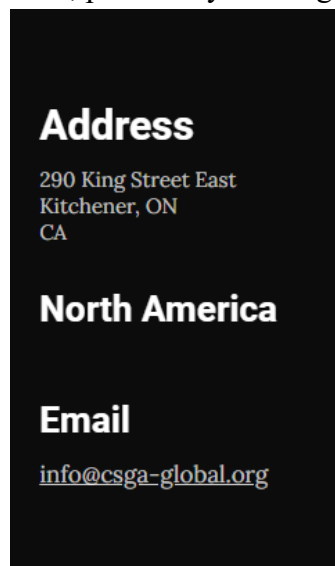 Address
290 King Street East
Kitchener, ON
CA
North America
Email
info@csga-global.org